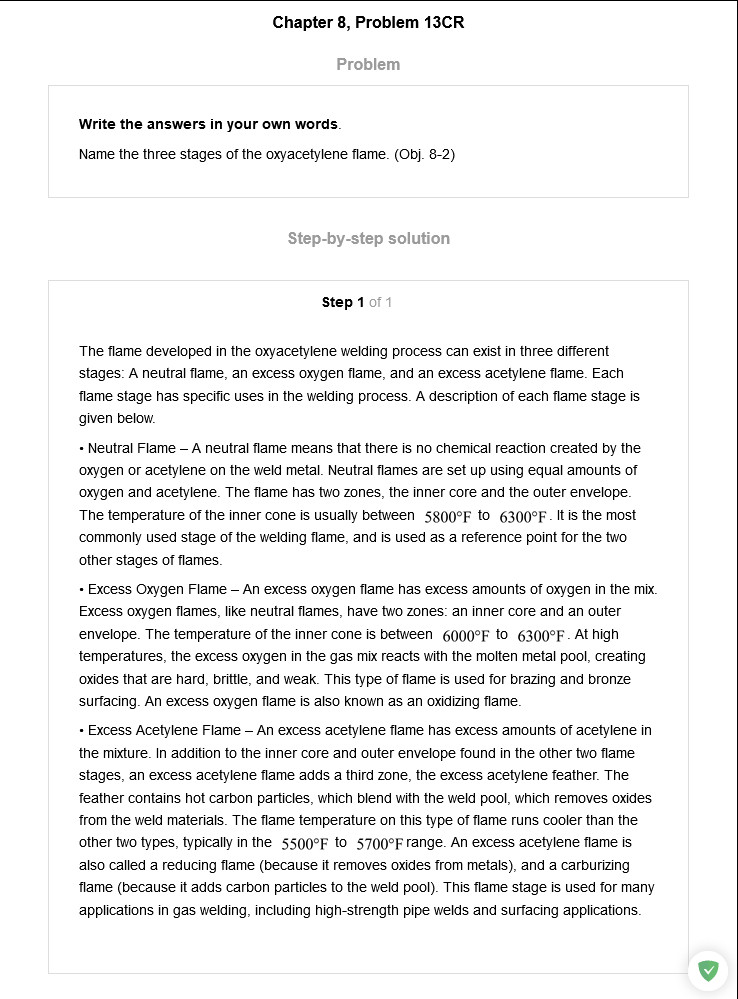 Chapter 8, Problem 13CR
Problem
Write the answers in your own words.
Name the three stages of the oxyacetylene flame. (Obj. 8-2)
Step-by-step solution
Step 1 of 1
The flame developed in the oxyacetylene welding process can exist in three different
stages: A neutral flame, an excess oxygen flame, and an excess acetylene flame. Each
flame stage has specific uses in the welding process. A description of each flame stage is
given below.
• Neutral Flame – A neutral flame means that there is no chemical reaction created by the
oxygen or acetylene on the weld metal. Neutral flames are set up using equal amounts of
oxygen and acetylene. The flame has two zones, the inner core and the outer envelope.
The temperature of the inner cone is usually between 5800°F to 6300°F. It is the most
commonly used stage of the welding flame, and is used as a reference point for the two
other stages of flames.
• Excess Oxygen Flame – An excess oxygen flame has excess amounts of oxygen in the mix.
Excess oxygen flames, like neutral flames, have two zones: an inner core and an outer
envelope. The temperature of the inner cone is between 6000°F to 6300°F. At high
temperatures, the excess oxygen in the gas mix reacts with the molten metal pool, creating
oxides that are hard, brittle, and weak. This type of flame is used for brazing and bronze
surfacing. An excess oxygen flame is also known as an oxidizing flame.
• Excess Acetylene Flame – An excess acetylene flame has excess amounts of acetylene in
the mixture. In addition to the inner core and outer envelope found in the other two flame
stages, an excess acetylene flame adds a third zone, the excess acetylene feather. The
feather contains hot carbon particles, which blend with the weld pool, which removes oxides
from the weld materials. The flame temperature on this type of flame runs cooler than the
other two types, typically in the 5500°F to 5700°F range. An excess acetylene flame is
also called a reducing flame (because it removes oxides from metals), and a carburizing
flame (because it adds carbon particles to the weld pool). This flame stage is used for many
applications in gas welding, including high-strength pipe welds and surfacing applications.